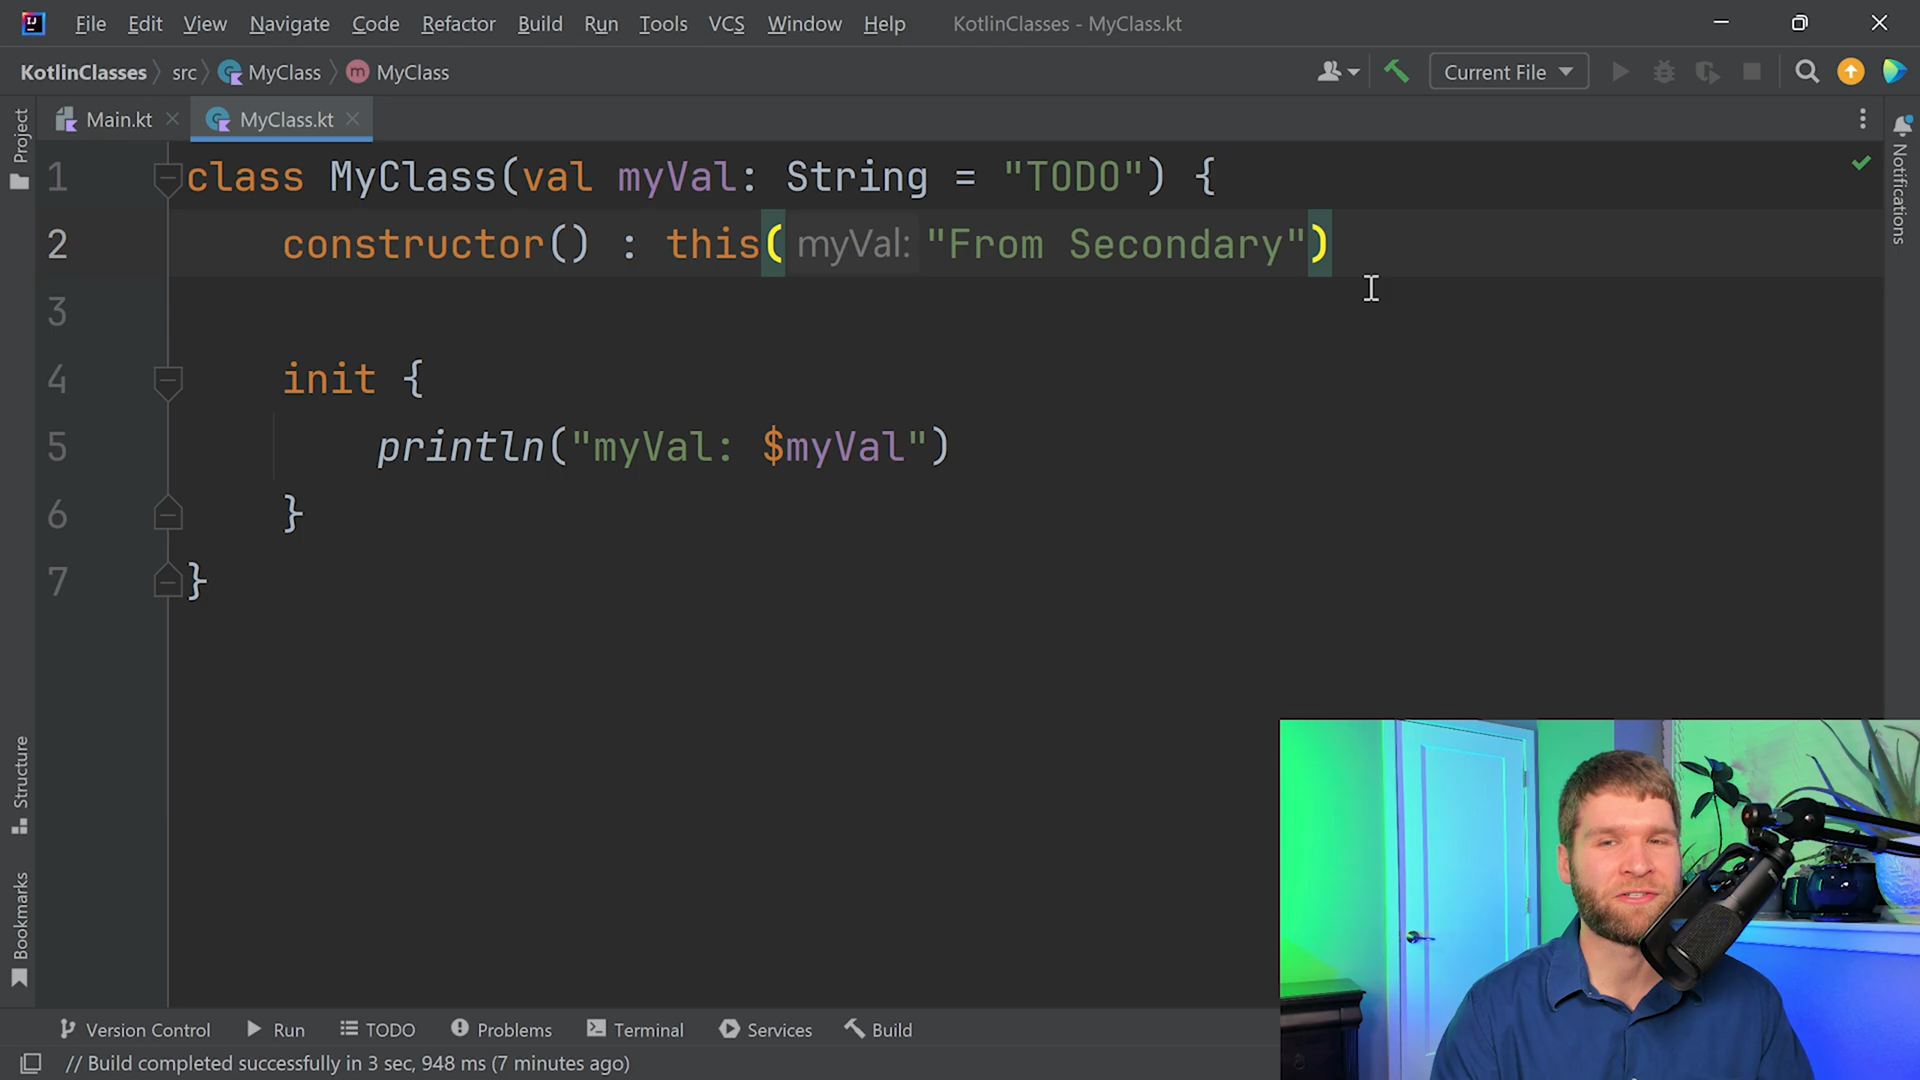 File Edit View Navigate Code Refactor Build Run Tools VCS Window Help KotlinClasses - MyClass.kt
KotlinClasses src MyClass m MyClass Current File
Main.kt MyClass.kt
Project
Notifications
1 class MyClass(val myVal: String = "TODO") {
2 constructor() : this( myVal: "From Secondary")
3
4 init {
5 println("myVal: $myVal")
6 }
7 }
Structure
Bookmarks
Version Control Run TODO Problems Terminal Services Build
// Build completed successfully in 3 sec, 948 ms (7 minutes ago)